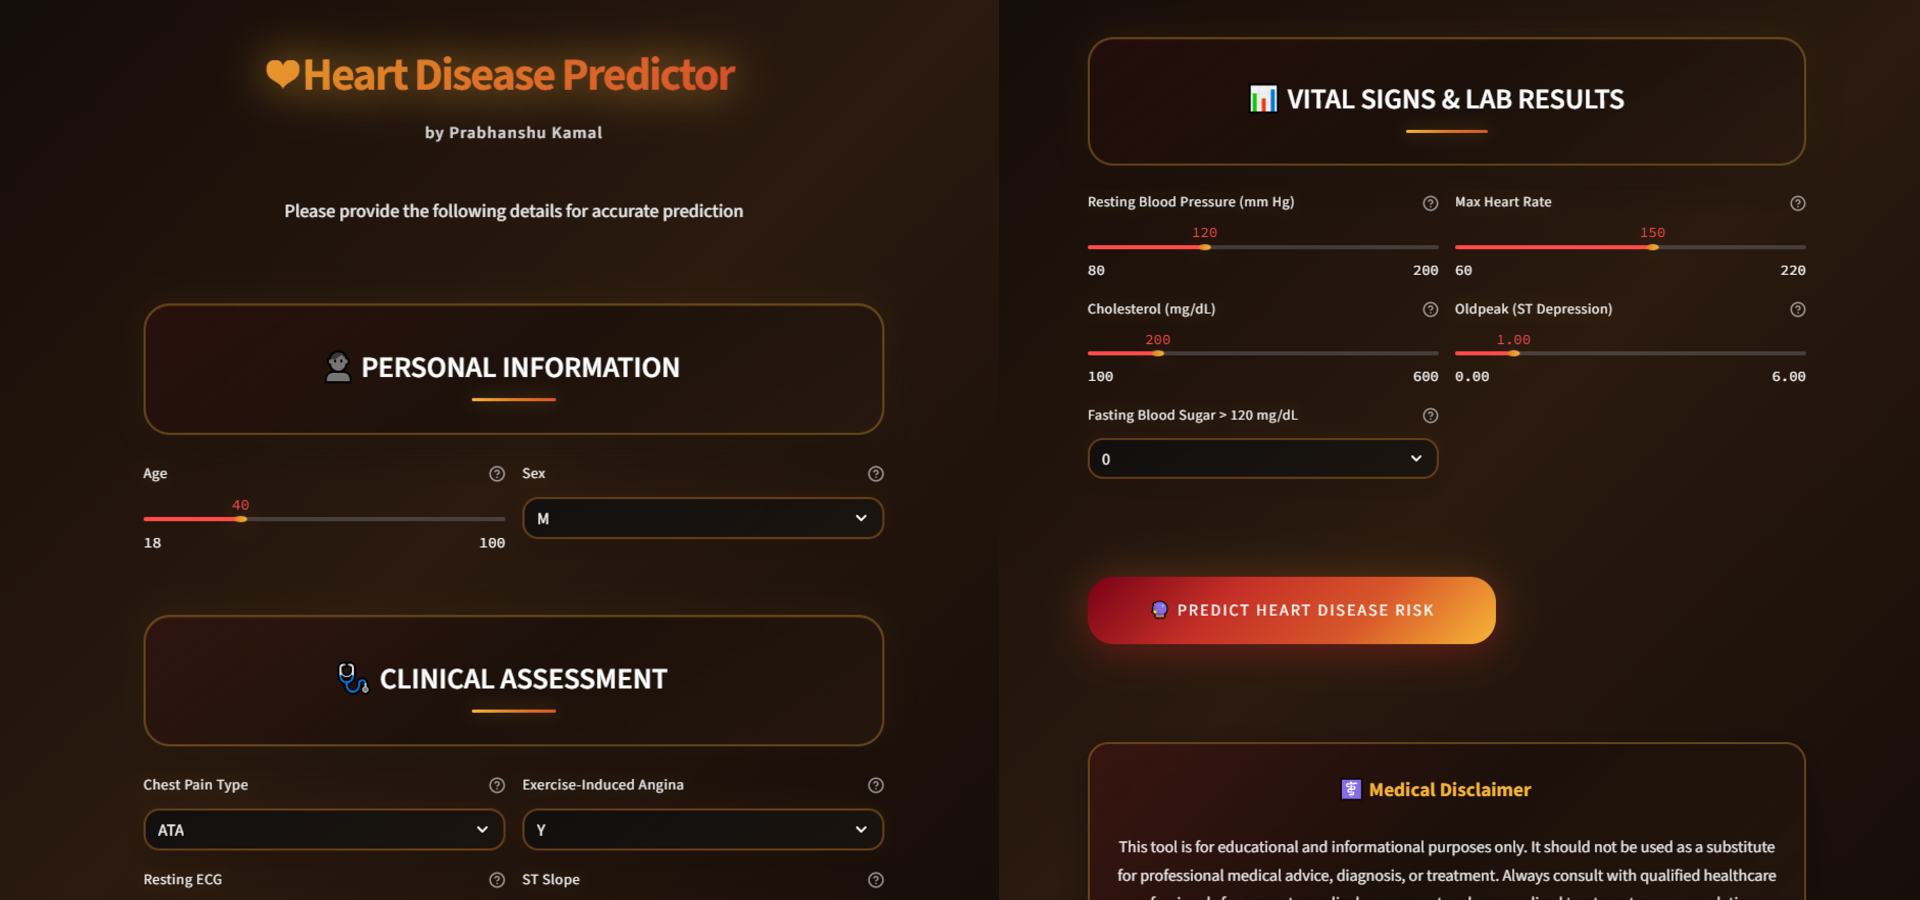 Heart Disease Predictor
by Prabhanshu Kamal
Please provide the following details for accurate prediction
PERSONAL INFORMATION
Age
40
18 100
Sex
M
CLINICAL ASSESSMENT
Chest Pain Type
ATA
Exercise-Induced Angina
Y
Resting ECG
ST Slope
VITAL SIGNS & LAB RESULTS
Resting Blood Pressure (mm Hg)
120
80 200
Max Heart Rate
150
60 220
Cholesterol (mg/dL)
200
100 600
Oldpeak (ST Depression)
1.00
0.00 6.00
Fasting Blood Sugar > 120 mg/dL
0
PREDICT HEART DISEASE RISK
Medical Disclaimer
This tool is for educational and informational purposes only. It should not be used as a substitute
for professional medical advice, diagnosis, or treatment. Always consult with qualified healthcare